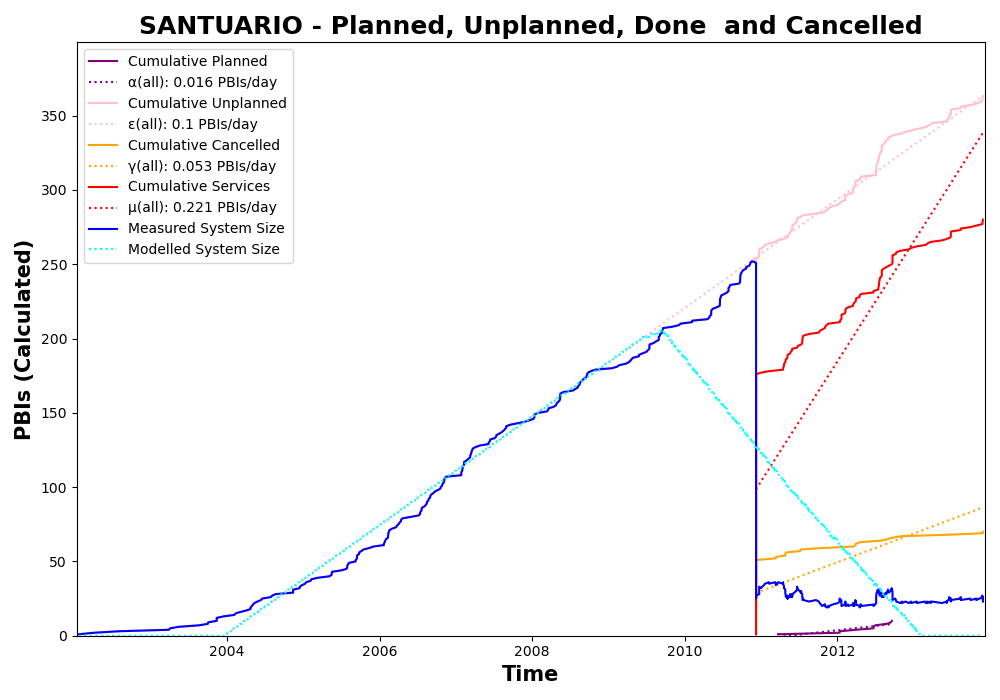 SANTUARIO - Planned, Unplanned, Done  and Cancelled
Cumulative Planned
α(all): 0.016 PBIs/day
Cumulative Unplanned
ε(all): 0.1 PBIs/day
Cumulative Cancelled
γ(all): 0.053 PBIs/day
Cumulative Services
μ(all): 0.221 PBIs/day
Measured System Size
Modelled System Size
PBIs (Calculated)
350
300
250
200
150
100
50
0
2004 2006 2008 2010 2012
Time